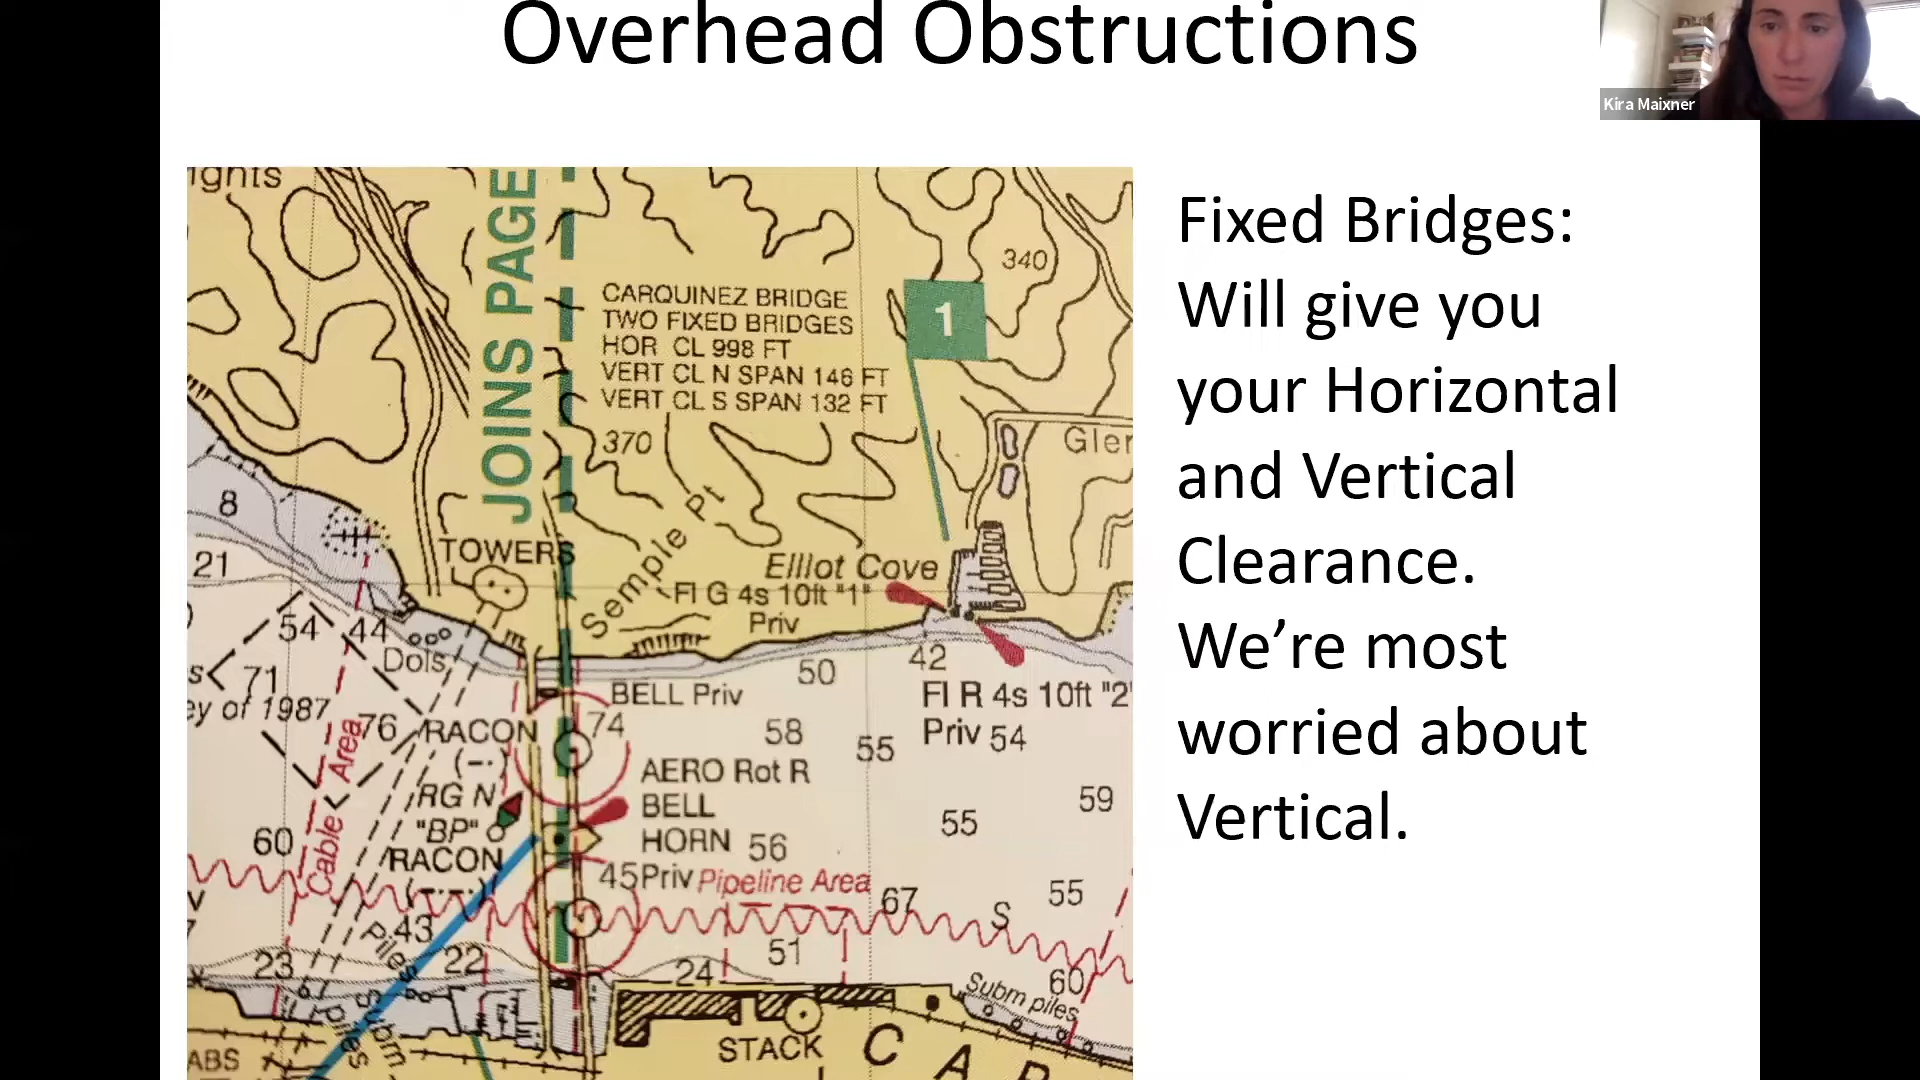 Overhead Obstructions
Kira Maixner
ights
JOINS PAGE
340
CARQUINEZ BRIDGE
TWO FIXED BRIDGES
HOR CL 998 FT
VERT CL N SPAN 146 FT
VERT CL S SPAN 132 FT
1
370
Gler
8
TOWERS
Semple Pt
21
Elliot Cove
Fl G 4s 10ft "1"
Priv
54
44
Dols
50
42
71
ey of 1987
BELL Priv
Fl R 4s 10ft "2"
Priv 54
76
RACON
(–·)
74
58
55
Cable Area
AERO Rot R
RG N
BELL
"BP"
HORN
56
59
55
60
RACON
45
Priv
Pipeline Area
67
55
S
43
Piles
51
23
22
24
60
Subm piles
Subm
piles
STACK
ABS
C A
Fixed Bridges:
Will give you
your Horizontal
and Vertical
Clearance.
We're most
worried about
Vertical.